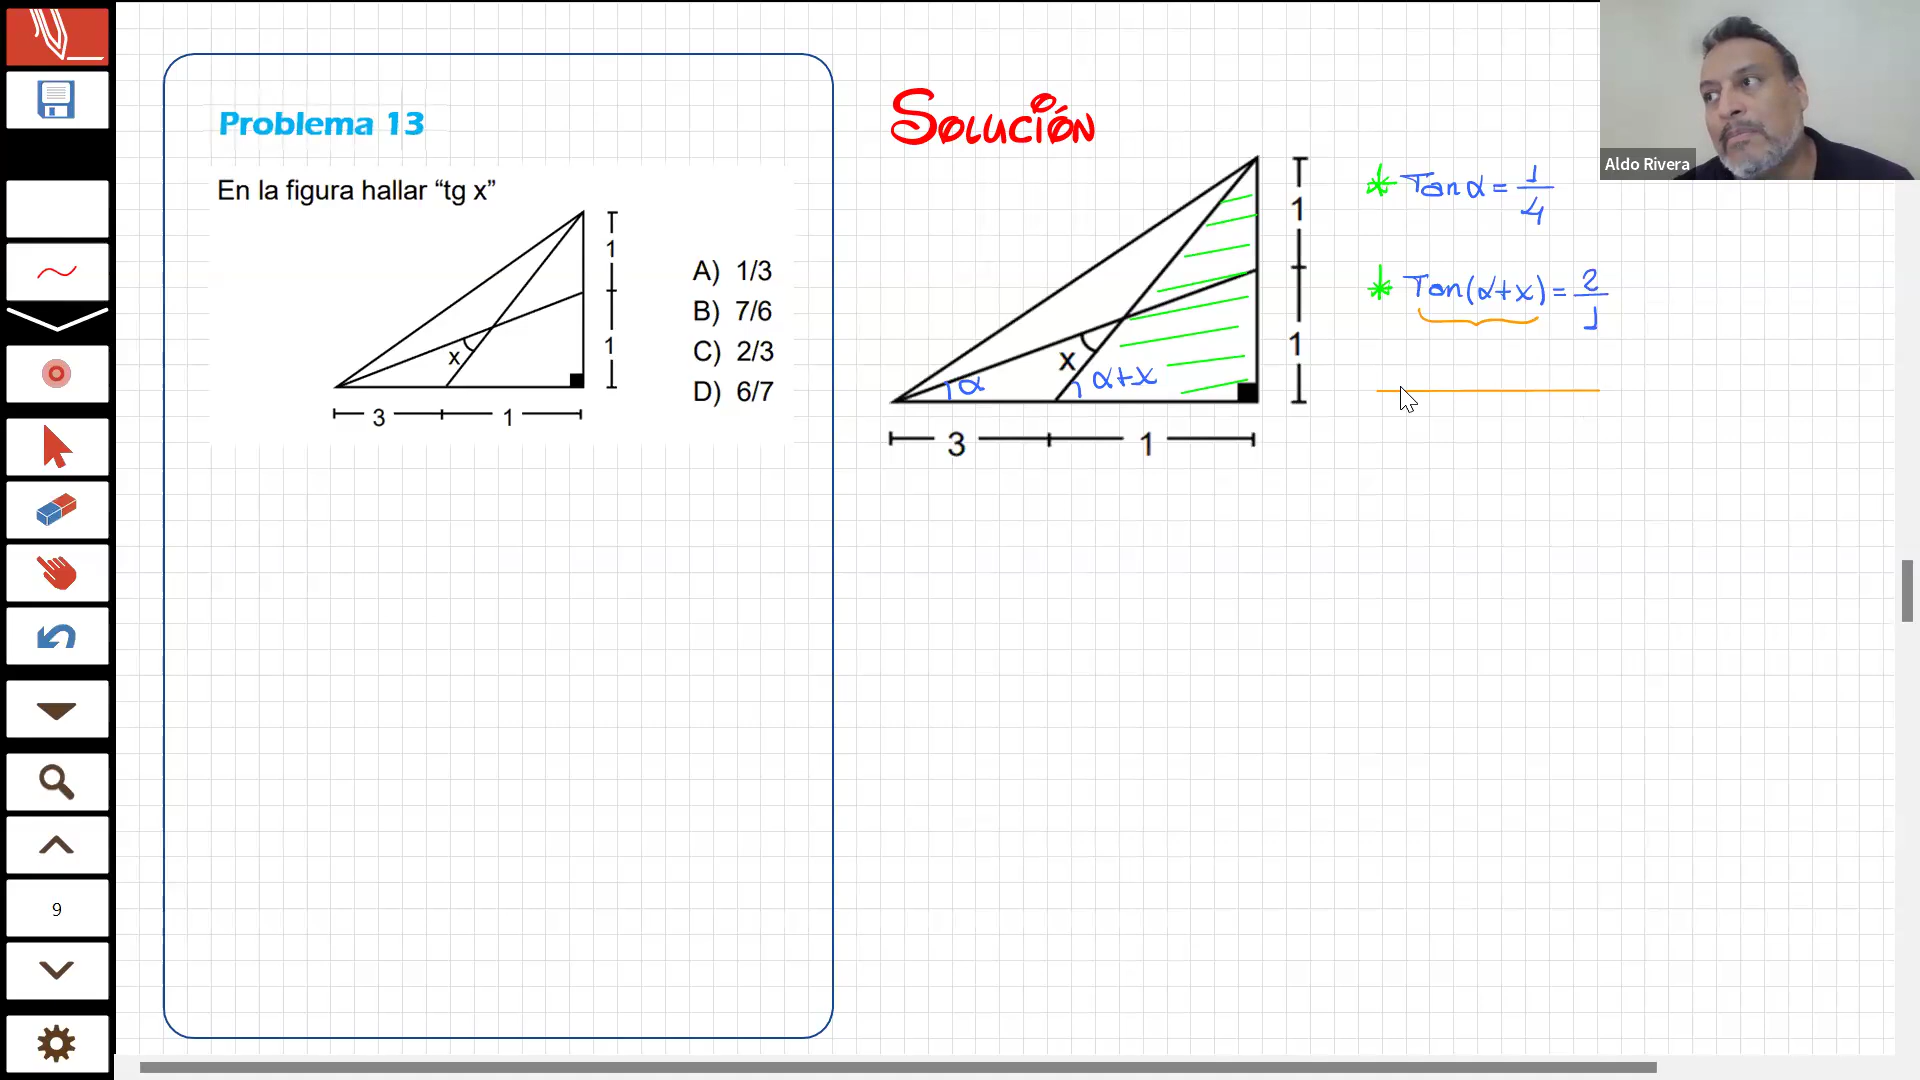 Problema 13
En la figura hallar “tg x”
1
1
x
3
1
A) 1/3
B) 7/6
C) 2/3
D) 6/7
Solución
1
1
x
α
α+x
3
1
* Tan α = 1/4
* Tan(α+x) = 2/1
Aldo Rivera
9